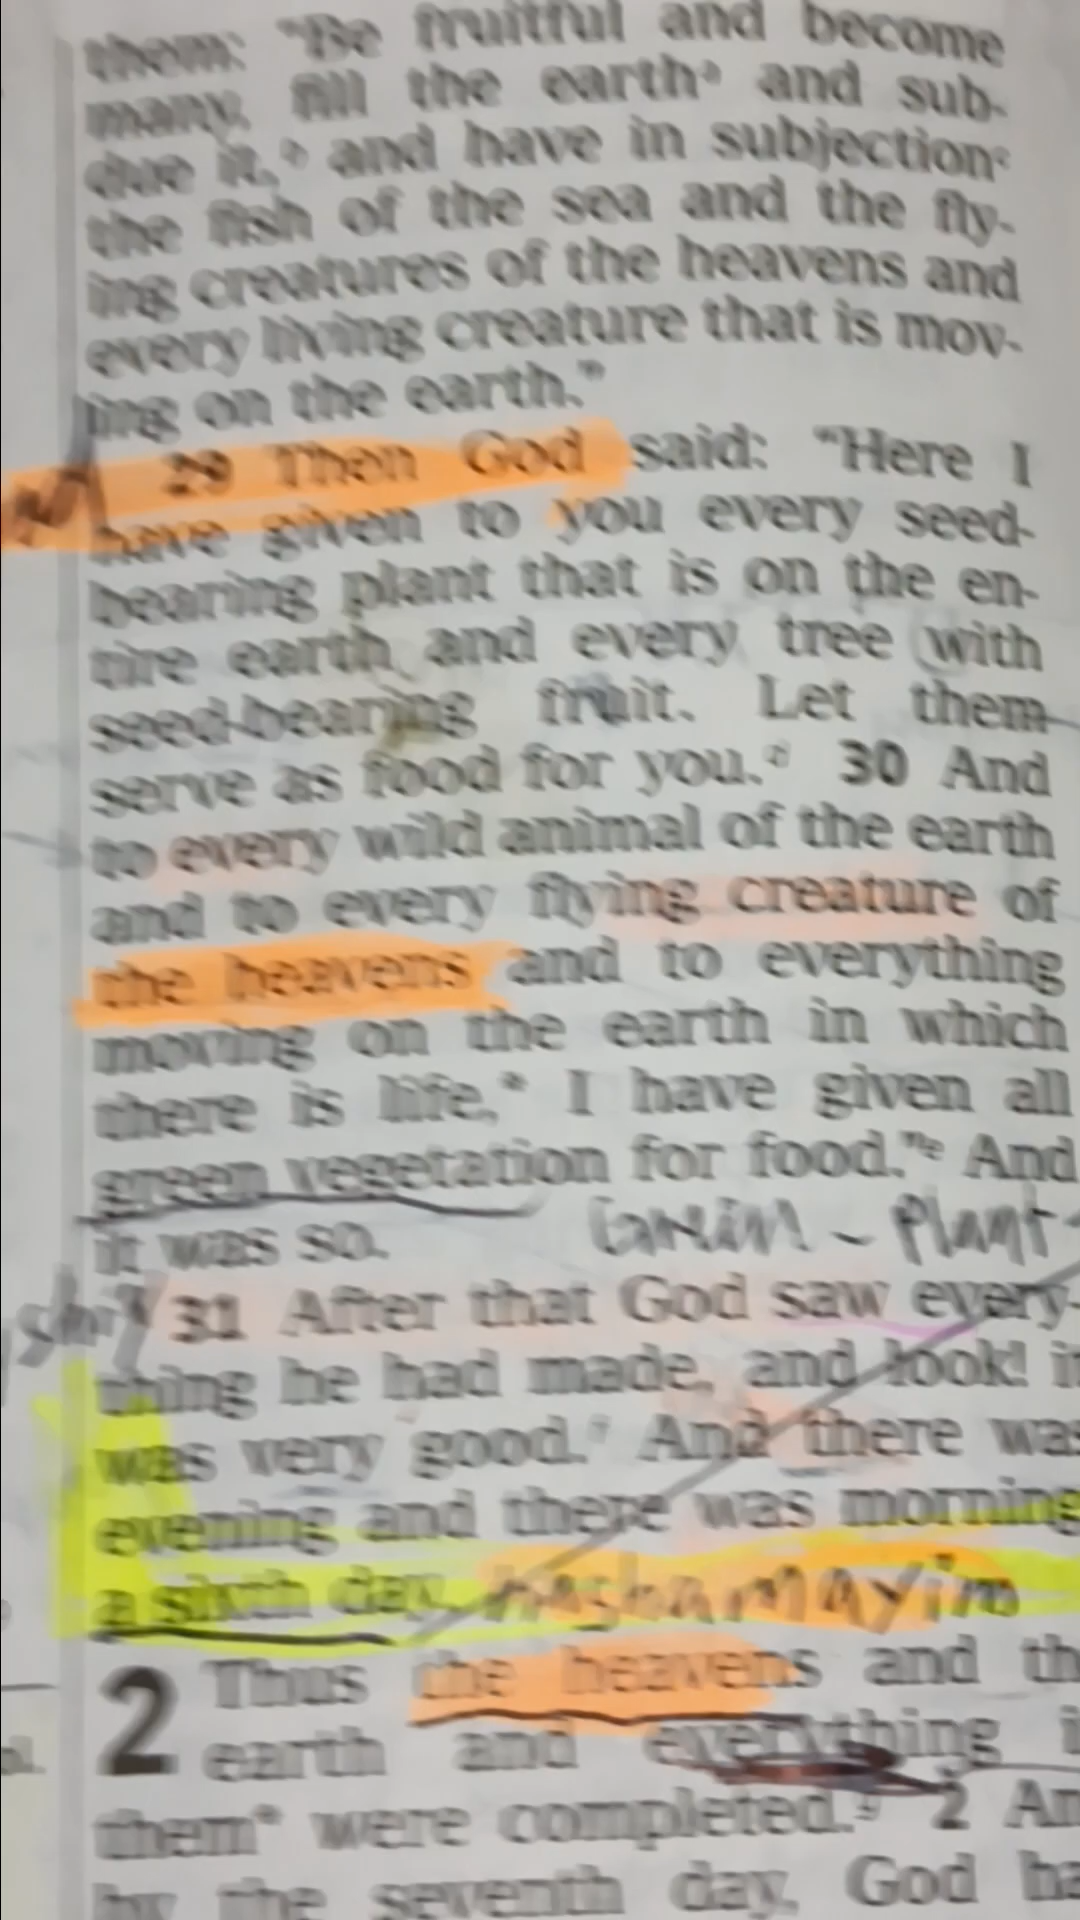 them: "Be fruitful and become
many, fill the earth a and sub-
due it, b and have in subjection c
the fish of the sea and the fly-
ing creatures of the heavens and
every living creature that is mov-
ing on the earth."
29 Then God said: "Here I
have given to you every seed-
bearing plant that is on the en-
tire earth and every tree with
seed-bearing fruit. Let them
serve as food for you. d 30 And
to every wild animal of the earth
and to every flying creature of
the heavens and to everything
moving on the earth in which
there is life,* I have given all
green vegetation for food." e And
it was so. - Plant
31 After that God saw every-
thing he had made, and look! it
was very good. f And there was
evening and there was morning
a sixth day. hashamayim
2 Thus the heavens and th
earth and everything i
them* were completed. g 2 An
by the seventh day, God ha